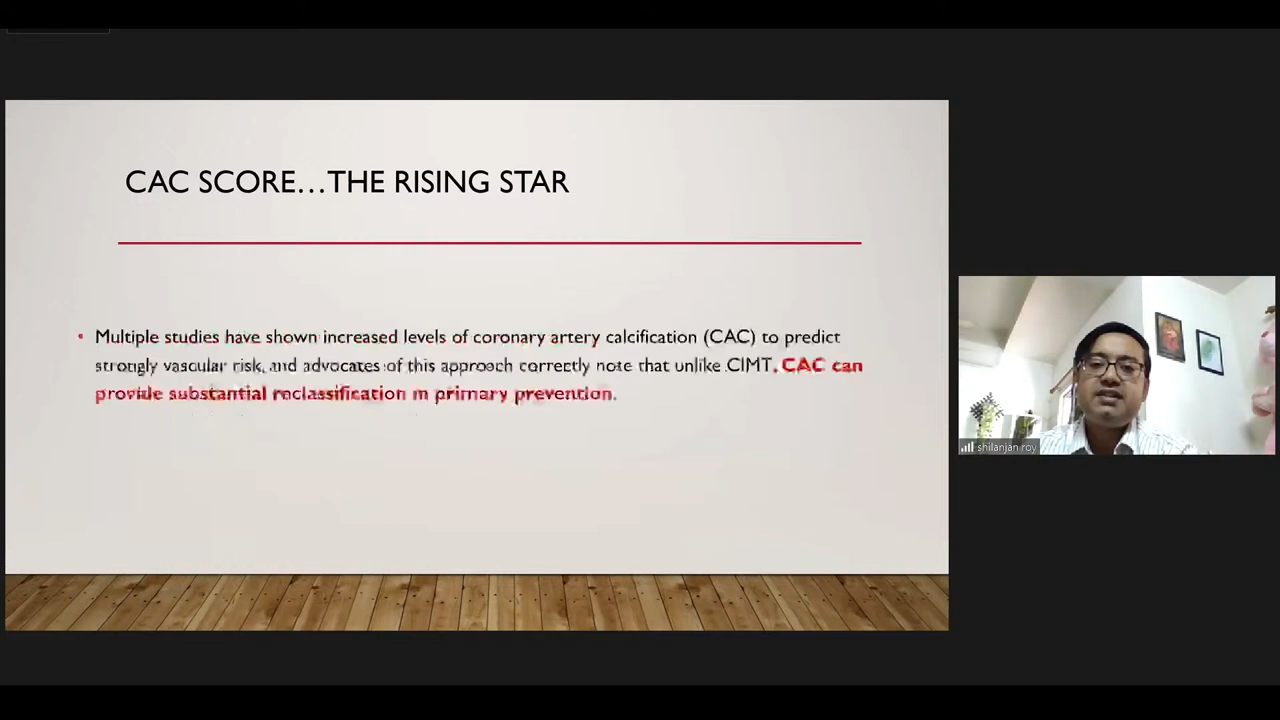 CAC SCORE…THE RISING STAR
• Multiple studies have shown increased levels of coronary artery calcification (CAC) to predict
strongly vascular risk, and advocates of this approach correctly note that unlike CIMT, CAC can
provide substantial reclassification in primary prevention.
shilanjan roy